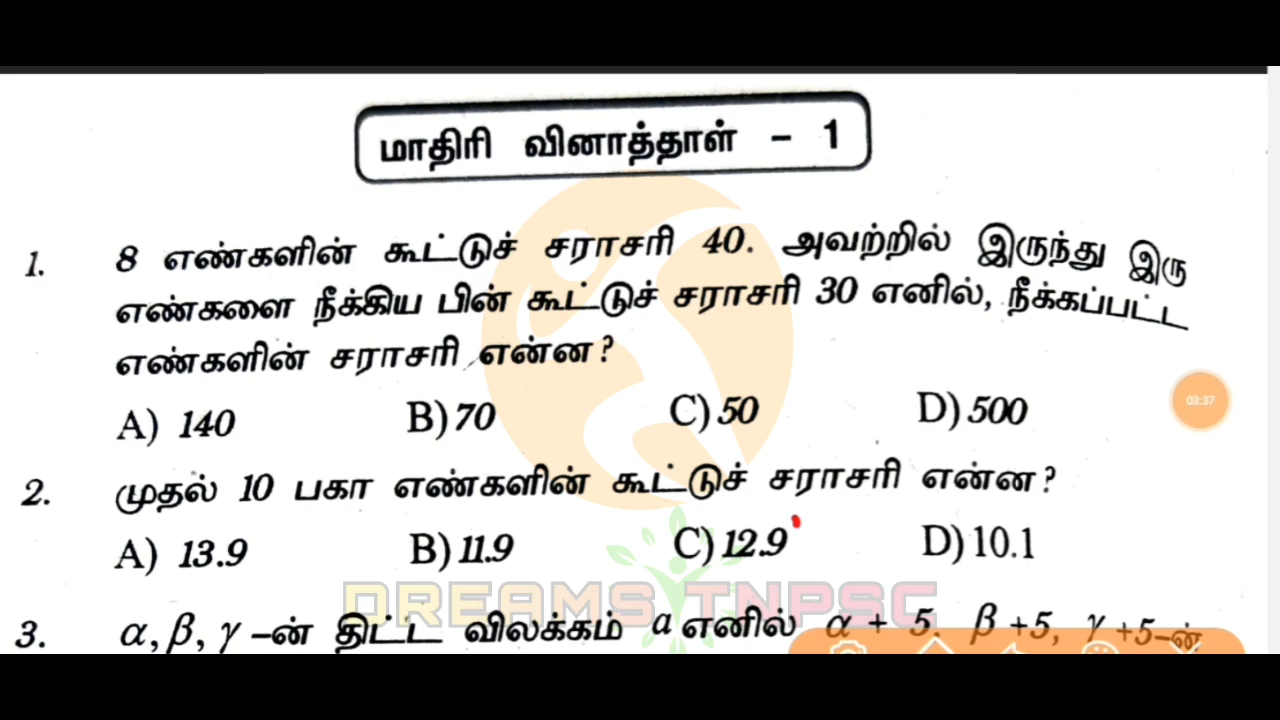 மாதிரி வினாத்தாள் - 1
1. 8 எண்களின் கூட்டுச் சராசரி 40. அவற்றில் இருந்து இரு
எண்களை நீக்கிய பின் கூட்டுச் சராசரி 30 எனில், நீக்கப்பட்ட
எண்களின் சராசரி என்ன?
A) 140 B) 70 C) 50 D) 500
03:37
2. முதல் 10 பகா எண்களின் கூட்டுச் சராசரி என்ன?
A) 13.9 B) 11.9 C) 12.9 D) 10.1
DREAMS TNPSC
3. α, β, γ -ன் திட்ட விலக்கம் a எனில் α + 5. β +5, γ +5-ன்